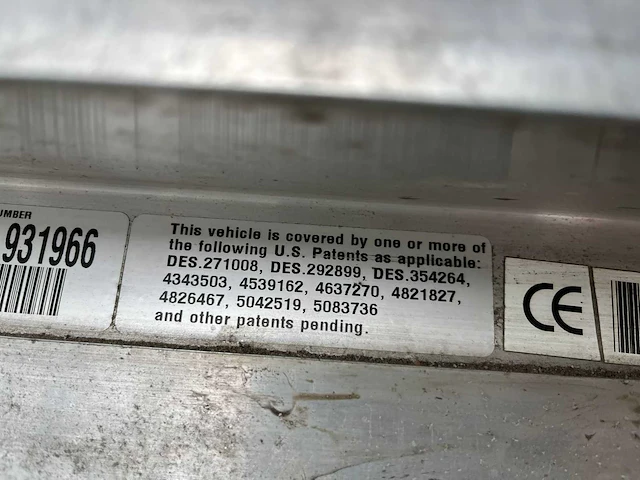 UMBER
931966
This vehicle is covered by one or more of
the following U.S. Patents as applicable:
DES.271008, DES.292899, DES.354264,
4343503, 4539162, 4637270, 4821827,
4826467, 5042519, 5083736
and other patents pending.
CE